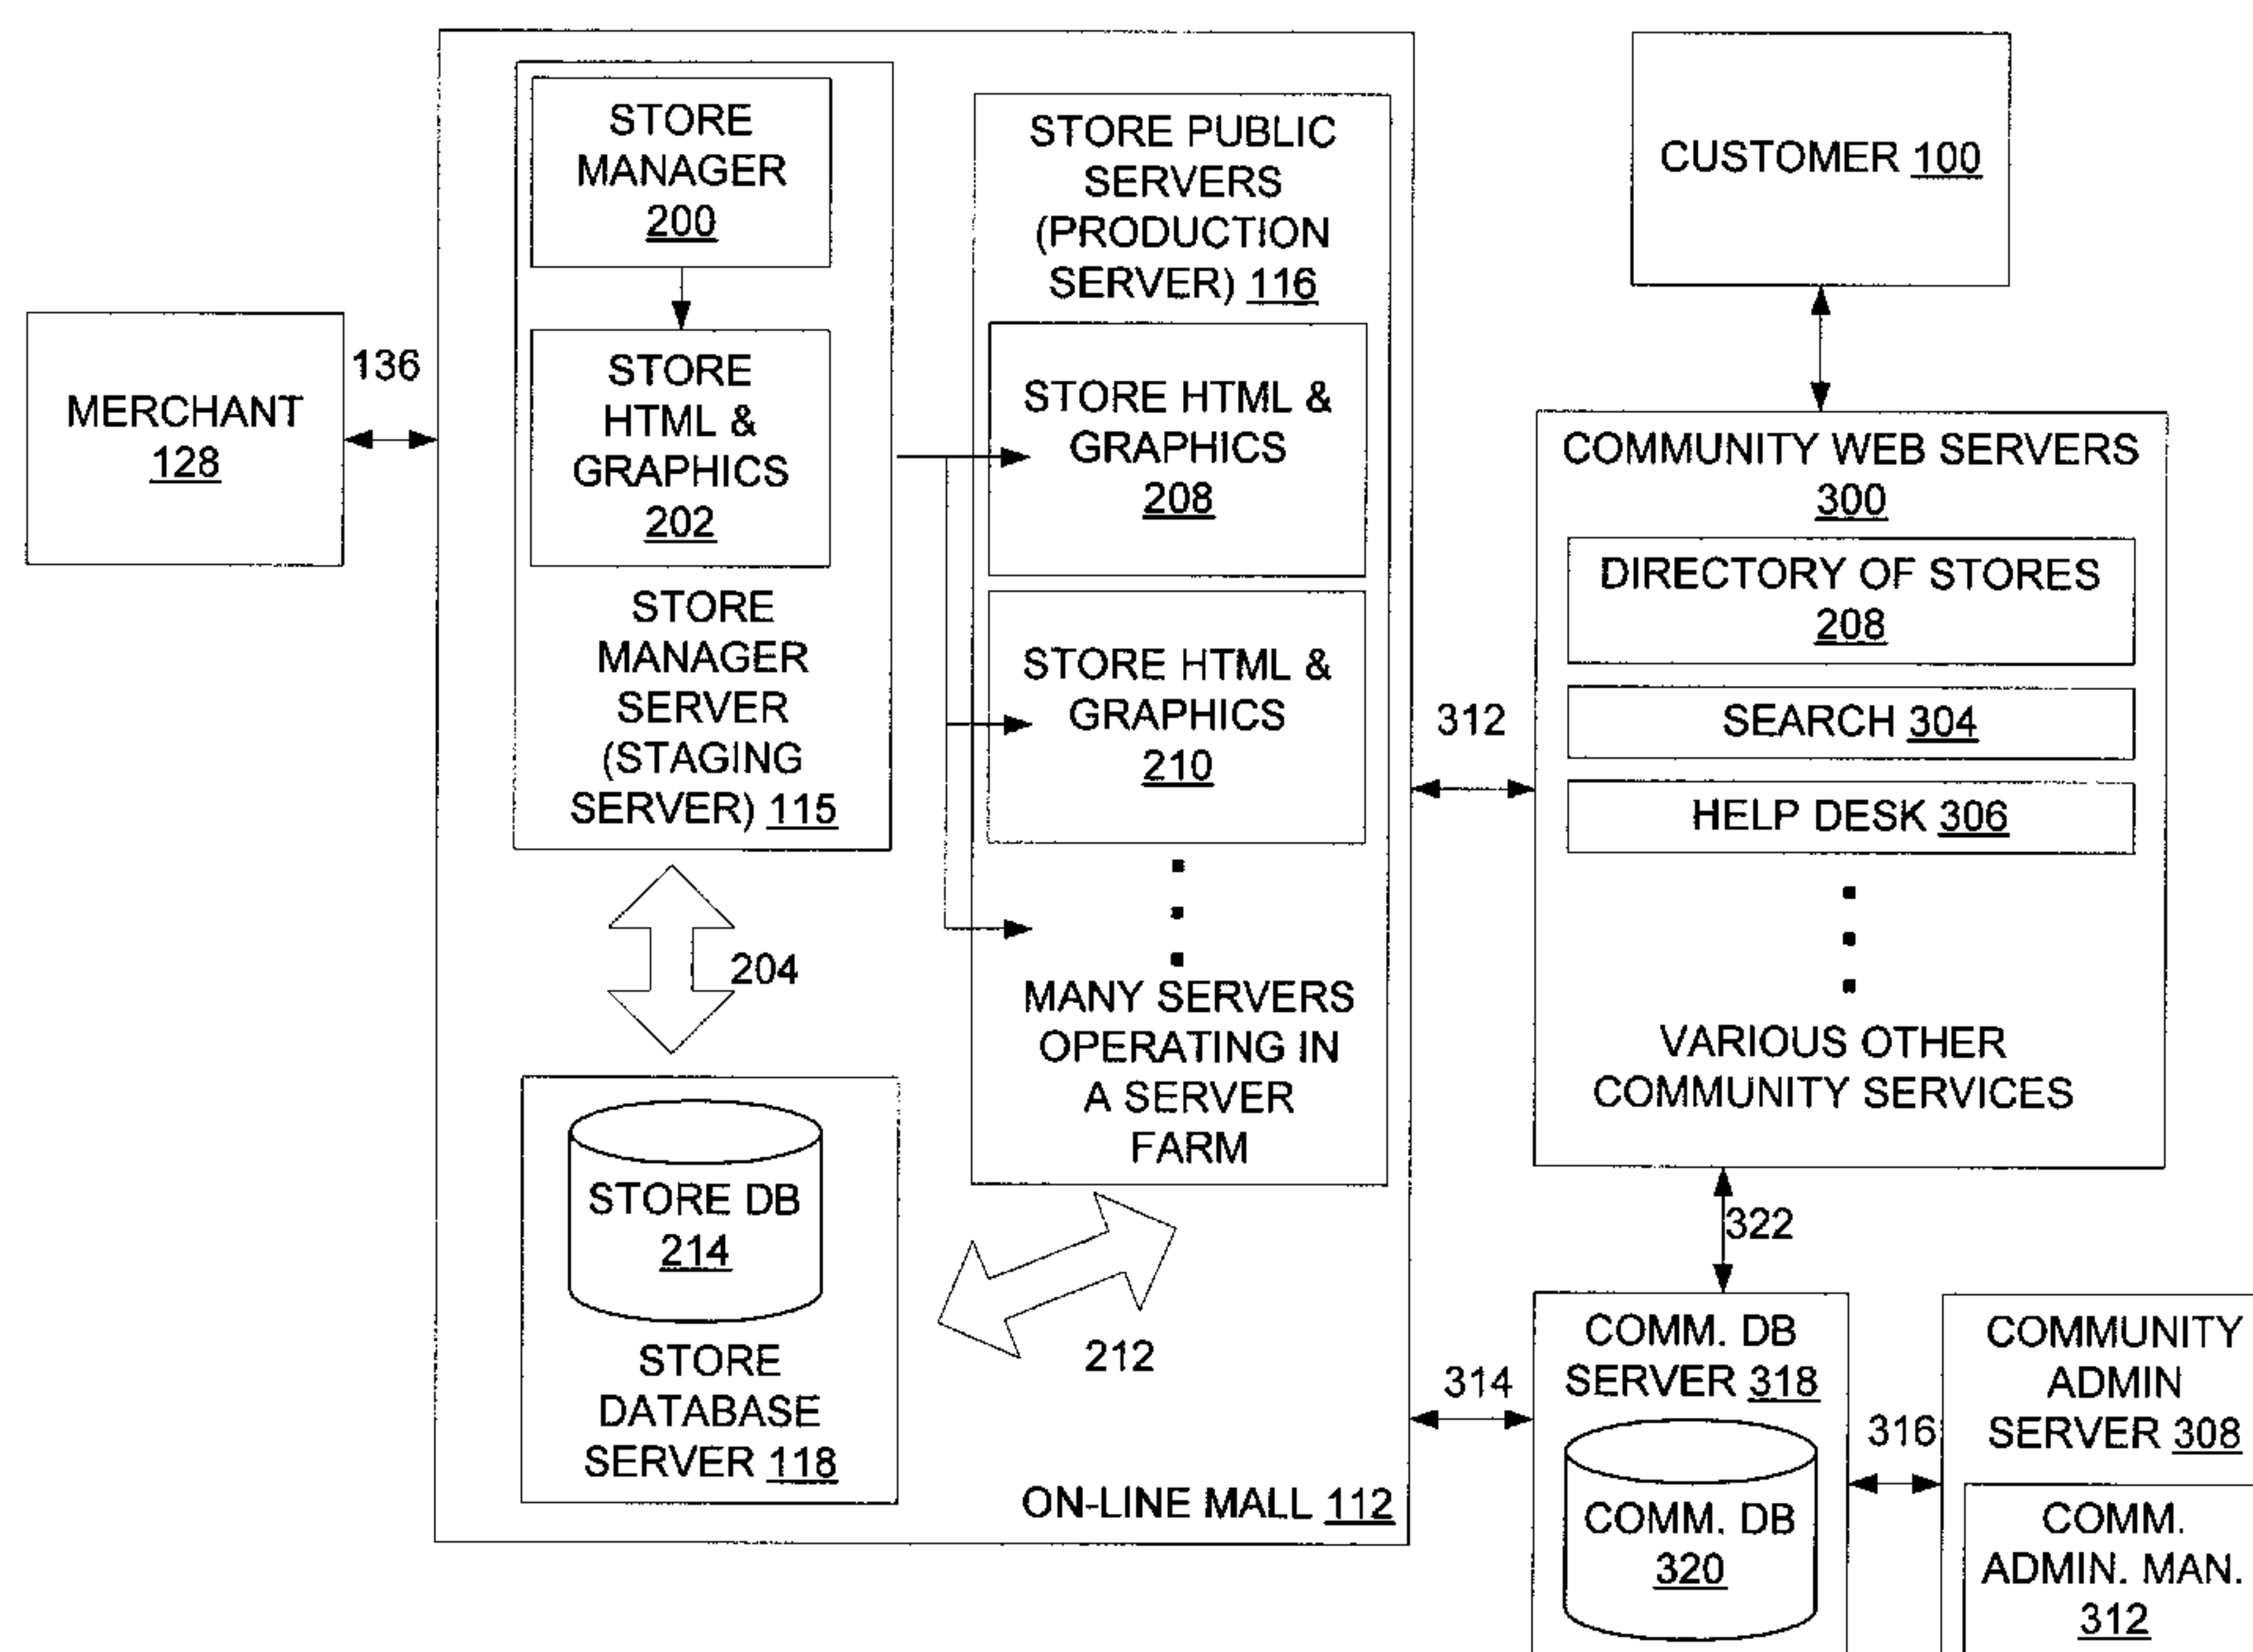 MERCHANT
128
136
STORE
MANAGER
200
STORE
HTML &
GRAPHICS
202
STORE
MANAGER
SERVER
(STAGING
SERVER) 115
204
STORE DB
214
STORE
DATABASE
SERVER 118
STORE PUBLIC
SERVERS
(PRODUCTION
SERVER) 116
STORE HTML &
GRAPHICS
208
STORE HTML &
GRAPHICS
210
MANY SERVERS
OPERATING IN
A SERVER
FARM
212
ON-LINE MALL 112
CUSTOMER 100
312
COMMUNITY WEB SERVERS
300
DIRECTORY OF STORES
208
SEARCH 304
HELP DESK 306
VARIOUS OTHER
COMMUNITY SERVICES
322
314
COMM. DB
SERVER 318
COMM. DB
320
316
COMMUNITY
ADMIN
SERVER 308
COMM.
ADMIN. MAN.
312